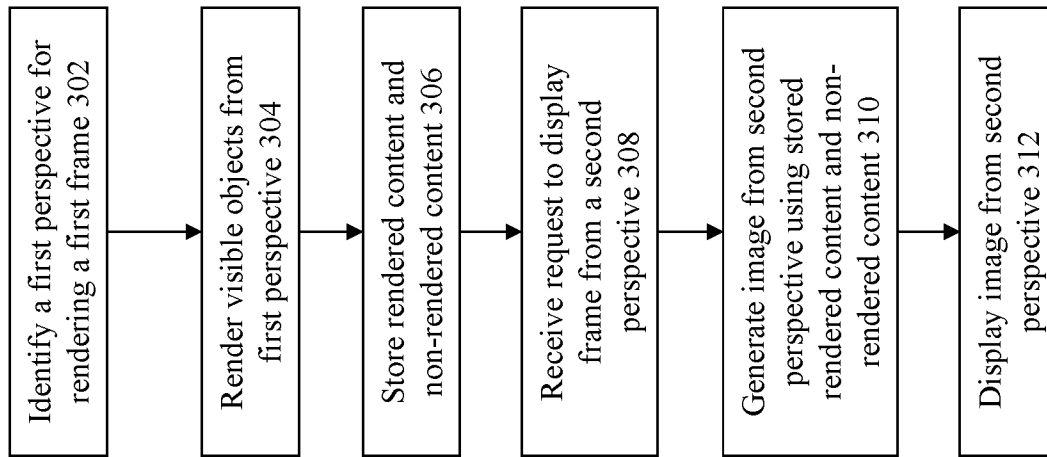 Identify a first perspective for
rendering a first frame 302
Render visible objects from
first perspective 304
Store rendered content and
non-rendered content 306
Receive request to display
frame from a second
perspective 308
Generate image from second
perspective using stored
rendered content and non-
rendered content 310
Display image from second
perspective 312